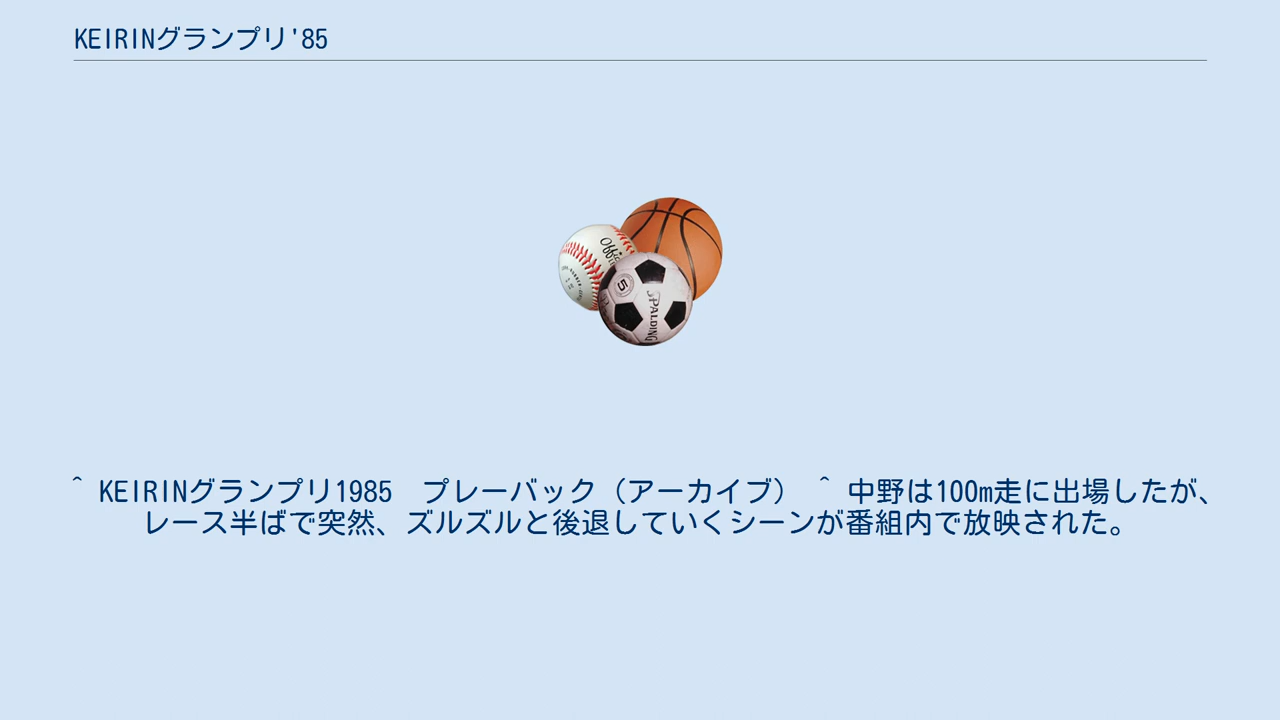 KEIRINグランプリ'85
Offi
5
SPALDING
^ KEIRINグランプリ1985　プレーバック（アーカイブ） ^ 中野は100m走に出場したが、
レース半ばで突然、ズルズルと後退していくシーンが番組内で放映された。